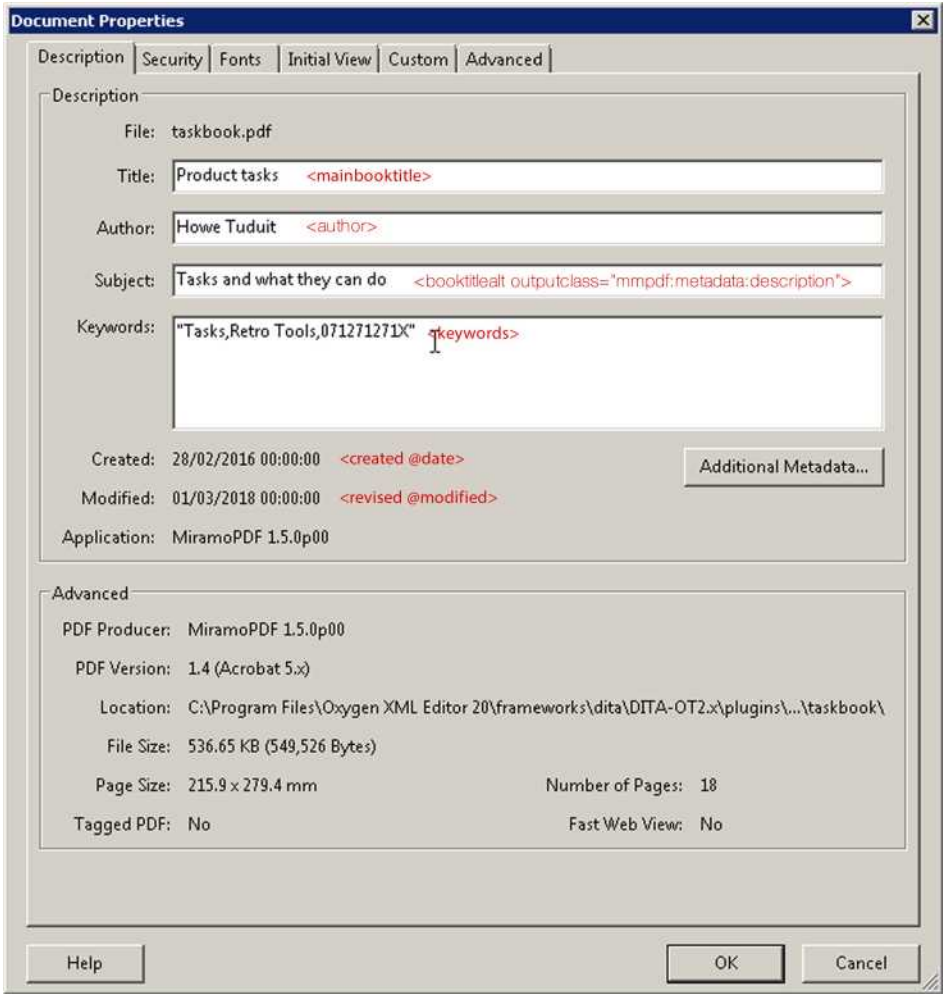 Document Properties
Description Security Fonts Initial View Custom Advanced
Description
File: taskbook.pdf
Title: Product tasks <mainbooktitle>
Author: Howe Tuduit <author>
Subject: Tasks and what they can do <booktitlealt outputclass="mmpdf:metadata:description">
Keywords: "Tasks,Retro Tools,071271271X" <keywords>
Created: 28/02/2016 00:00:00 <created @date>
Additional Metadata...
Modified: 01/03/2018 00:00:00 <revised @modified>
Application: MiramoPDF 1.5.0p00
Advanced
PDF Producer: MiramoPDF 1.5.0p00
PDF Version: 1.4 (Acrobat 5.x)
Location: C:\Program Files\Oxygen XML Editor 20\frameworks\dita\DITA-OT2.x\plugins\...\taskbook\
File Size: 536.65 KB (549,526 Bytes)
Page Size: 215.9 x 279.4 mm Number of Pages: 18
Tagged PDF: No Fast Web View: No
Help OK Cancel